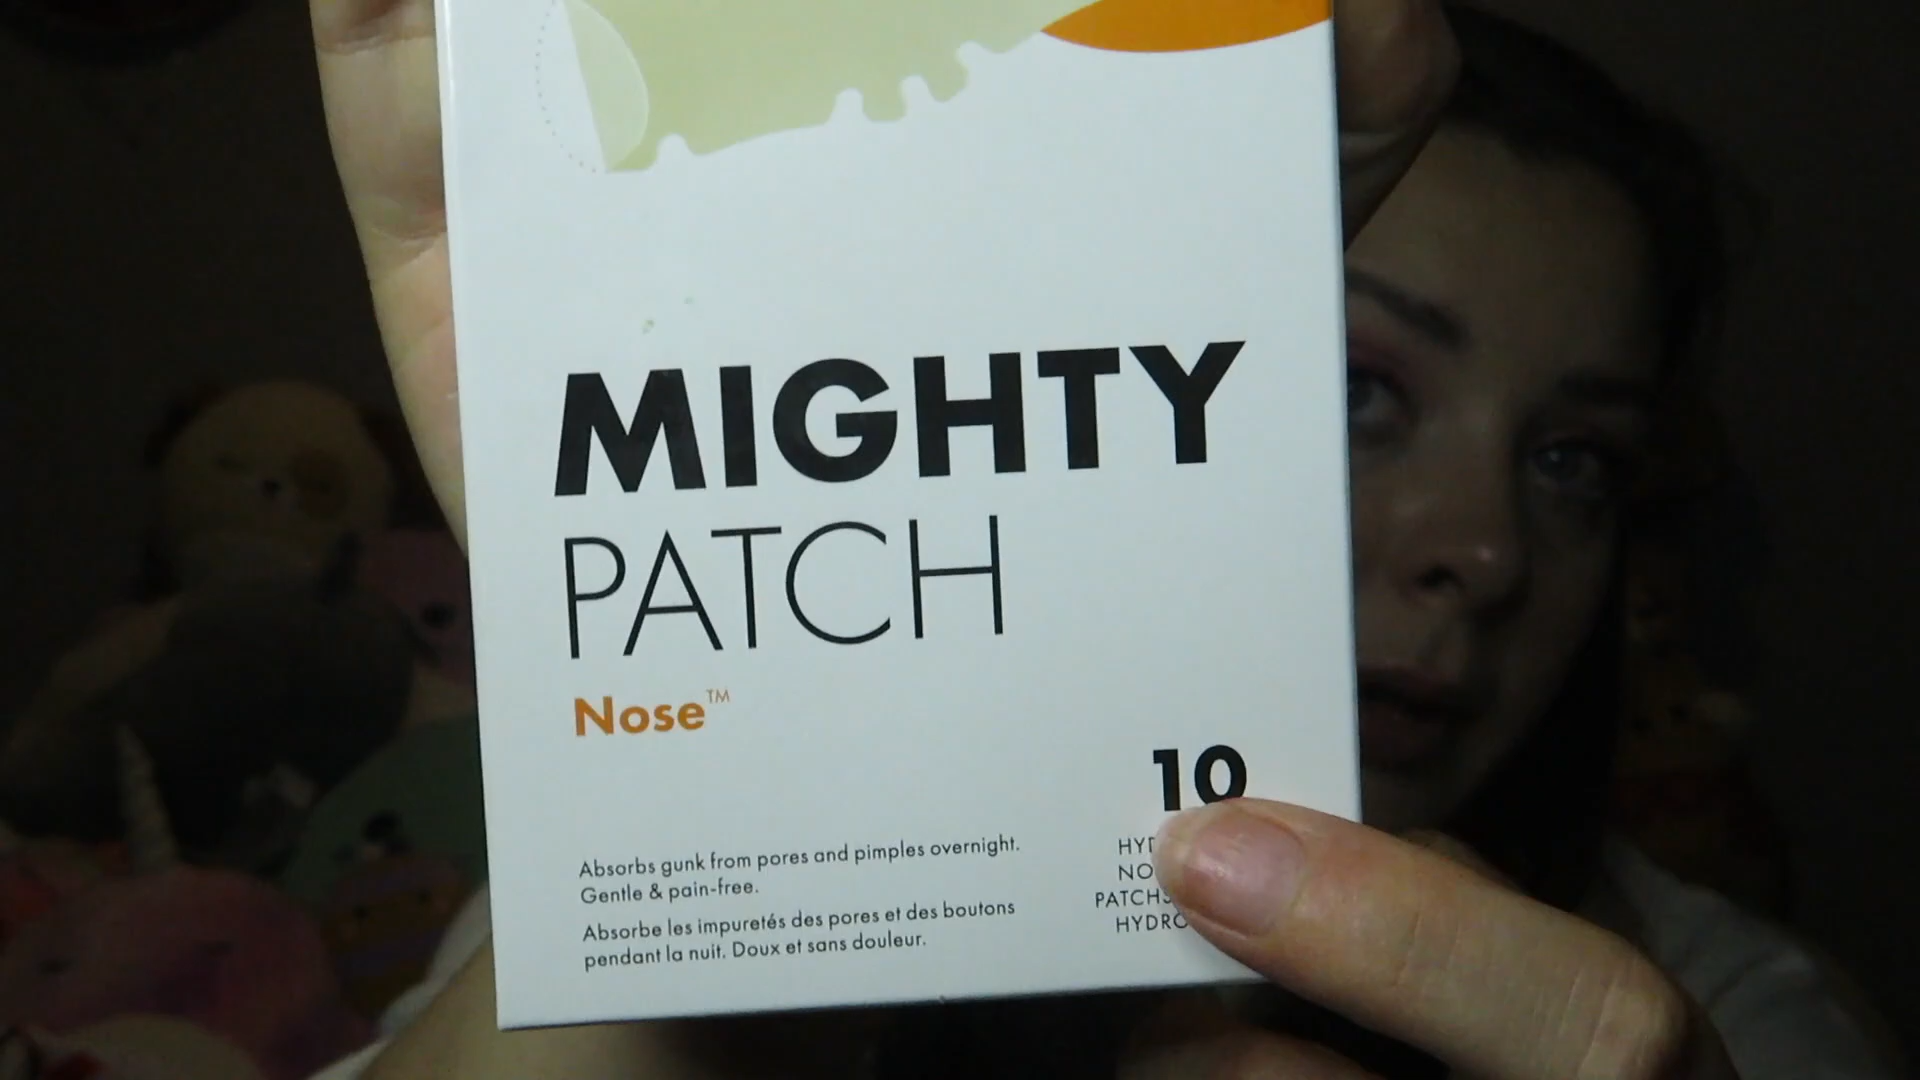 MIGHTY
PATCH
Nose™
10
Absorbs gunk from pores and pimples overnight.
Gentle & pain-free.
Absorbe les impuretés des pores et des boutons
pendant la nuit. Doux et sans douleur.